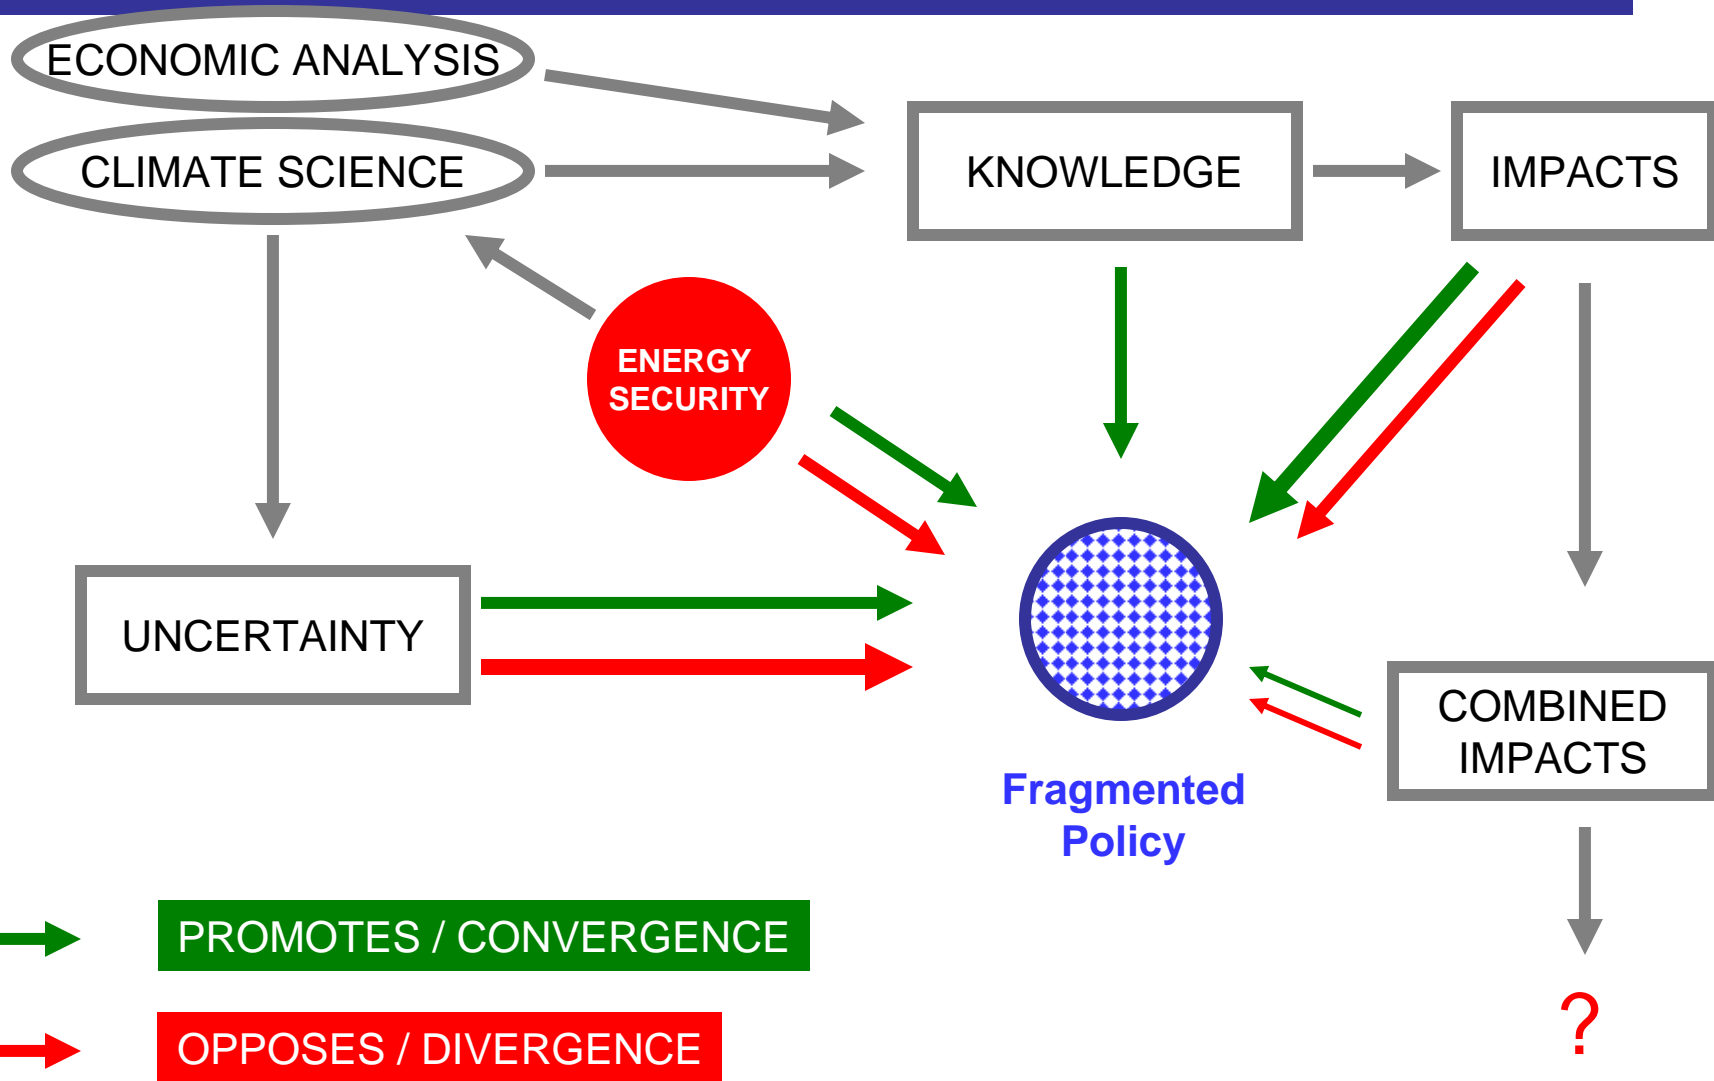 ECONOMIC ANALYSIS
CLIMATE SCIENCE
KNOWLEDGE
IMPACTS
ENERGY
SECURITY
UNCERTAINTY
COMBINED
IMPACTS
Fragmented
Policy
PROMOTES / CONVERGENCE
OPPOSES / DIVERGENCE
?